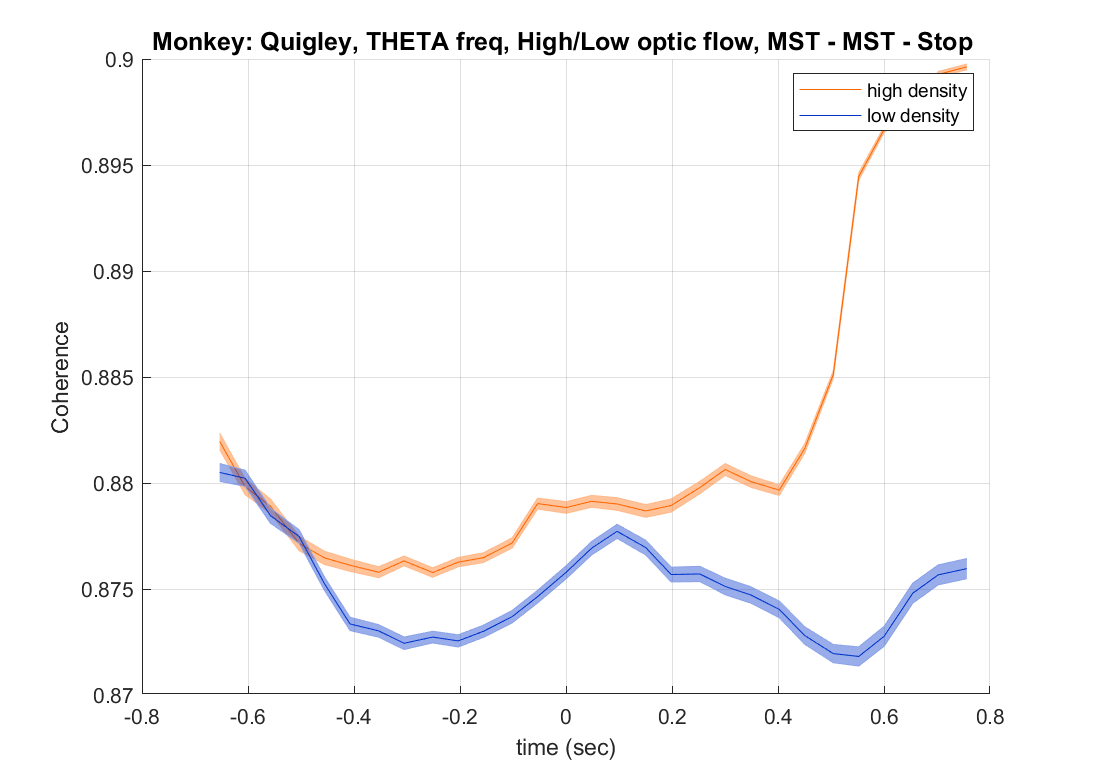 Monkey: Quigley, THETA freq, High/Low optic flow, MST - MST - Stop
0.9
0.895
0.89
0.885
0.88
0.875
0.87
Coherence
high density
low density
-0.8 -0.6 -0.4 -0.2 0 0.2 0.4 0.6 0.8
time (sec)